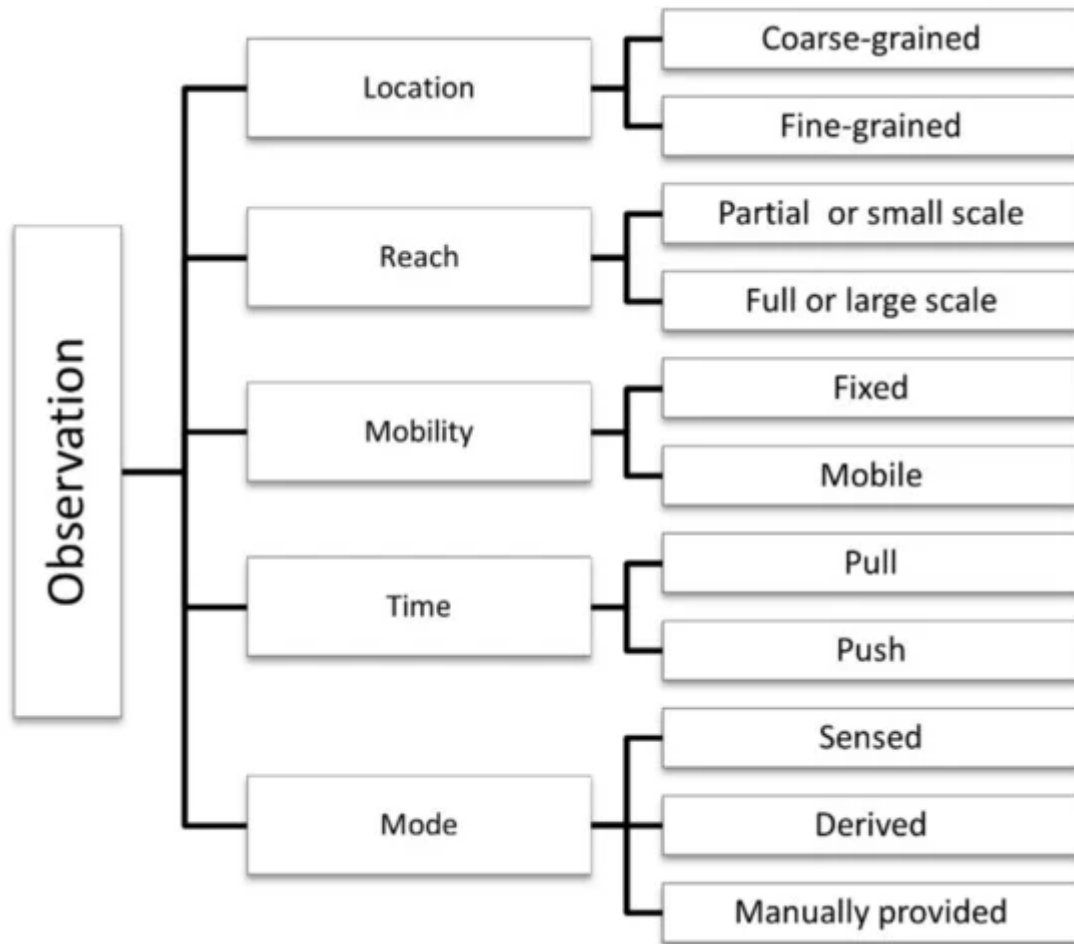 Observation
Location
Coarse-grained
Fine-grained
Reach
Partial or small scale
Full or large scale
Mobility
Fixed
Mobile
Time
Pull
Push
Mode
Sensed
Derived
Manually provided